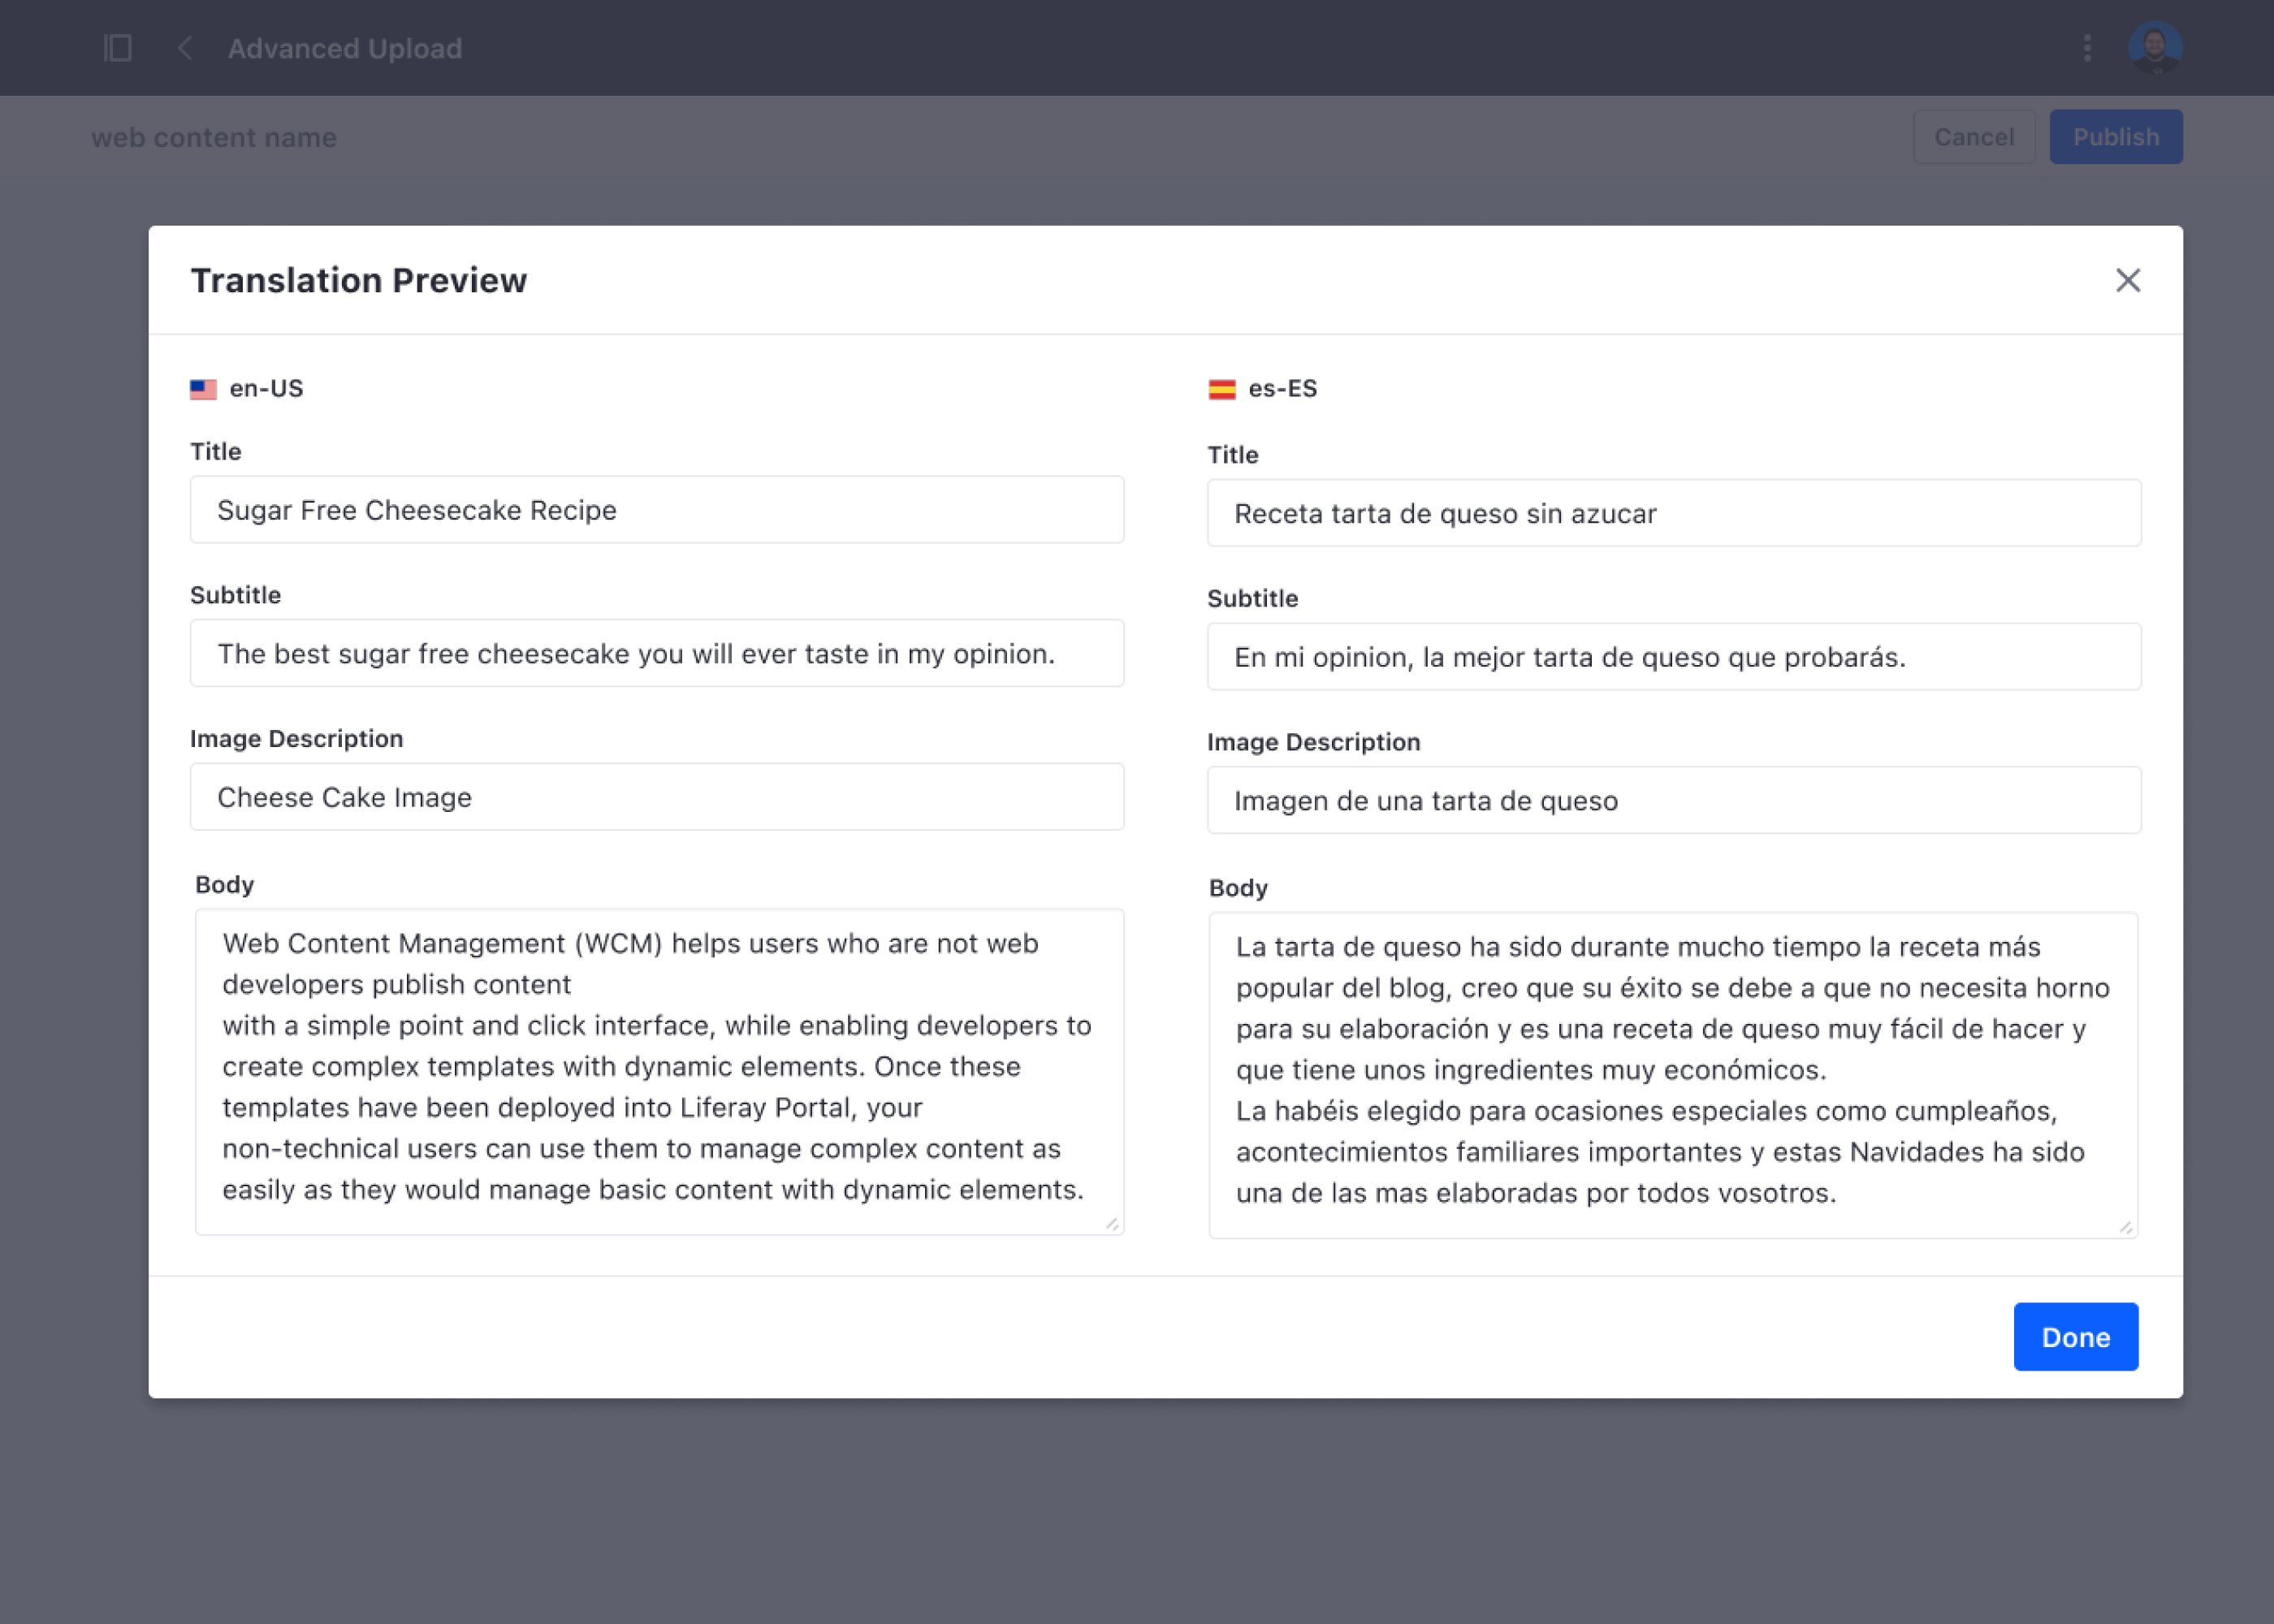 Advanced Upload
web content name
Cancel
Publish
Translation Preview
en-US
Title
Sugar Free Cheesecake Recipe
Subtitle
The best sugar free cheesecake you will ever taste in my opinion.
Image Description
Cheese Cake Image
Body
Web Content Management (WCM) helps users who are not web
developers publish content
with a simple point and click interface, while enabling developers to
create complex templates with dynamic elements. Once these
templates have been deployed into Liferay Portal, your
non-technical users can use them to manage complex content as
easily as they would manage basic content with dynamic elements.
es-ES
Title
Receta tarta de queso sin azucar
Subtitle
En mi opinion, la mejor tarta de queso que probarás.
Image Description
Imagen de una tarta de queso
Body
La tarta de queso ha sido durante mucho tiempo la receta más
popular del blog, creo que su éxito se debe a que no necesita horno
para su elaboración y es una receta de queso muy fácil de hacer y
que tiene unos ingredientes muy económicos.
La habéis elegido para ocasiones especiales como cumpleaños,
acontecimientos familiares importantes y estas Navidades ha sido
una de las mas elaboradas por todos vosotros.
Done